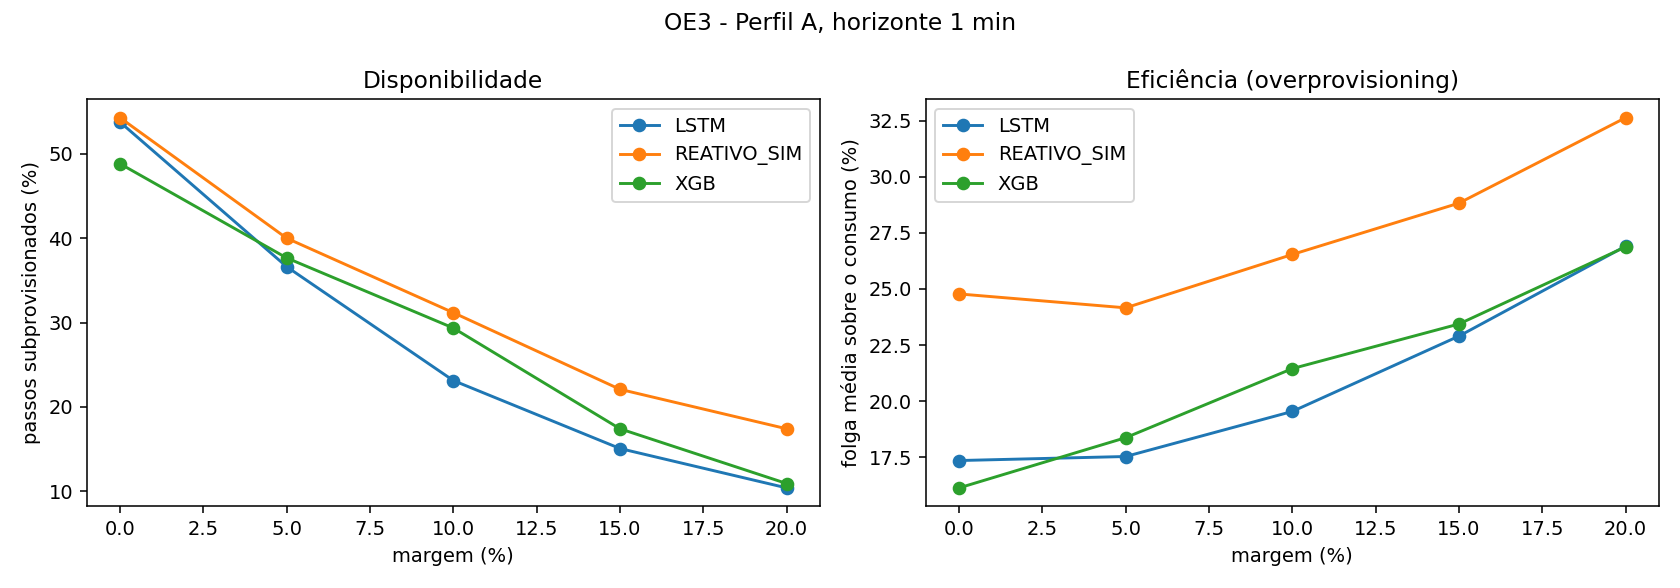 OE3 - Perfil A, horizonte 1 min
Disponibilidade
passos subprovisionados (%)
50
40
30
20
10
LSTM
REATIVO_SIM
XGB
0.0 2.5 5.0 7.5 10.0 12.5 15.0 17.5 20.0
margem (%)
Eficiência (overprovisioning)
folga média sobre o consumo (%)
32.5
30.0
27.5
25.0
22.5
20.0
17.5
LSTM
REATIVO_SIM
XGB
0.0 2.5 5.0 7.5 10.0 12.5 15.0 17.5 20.0
margem (%)